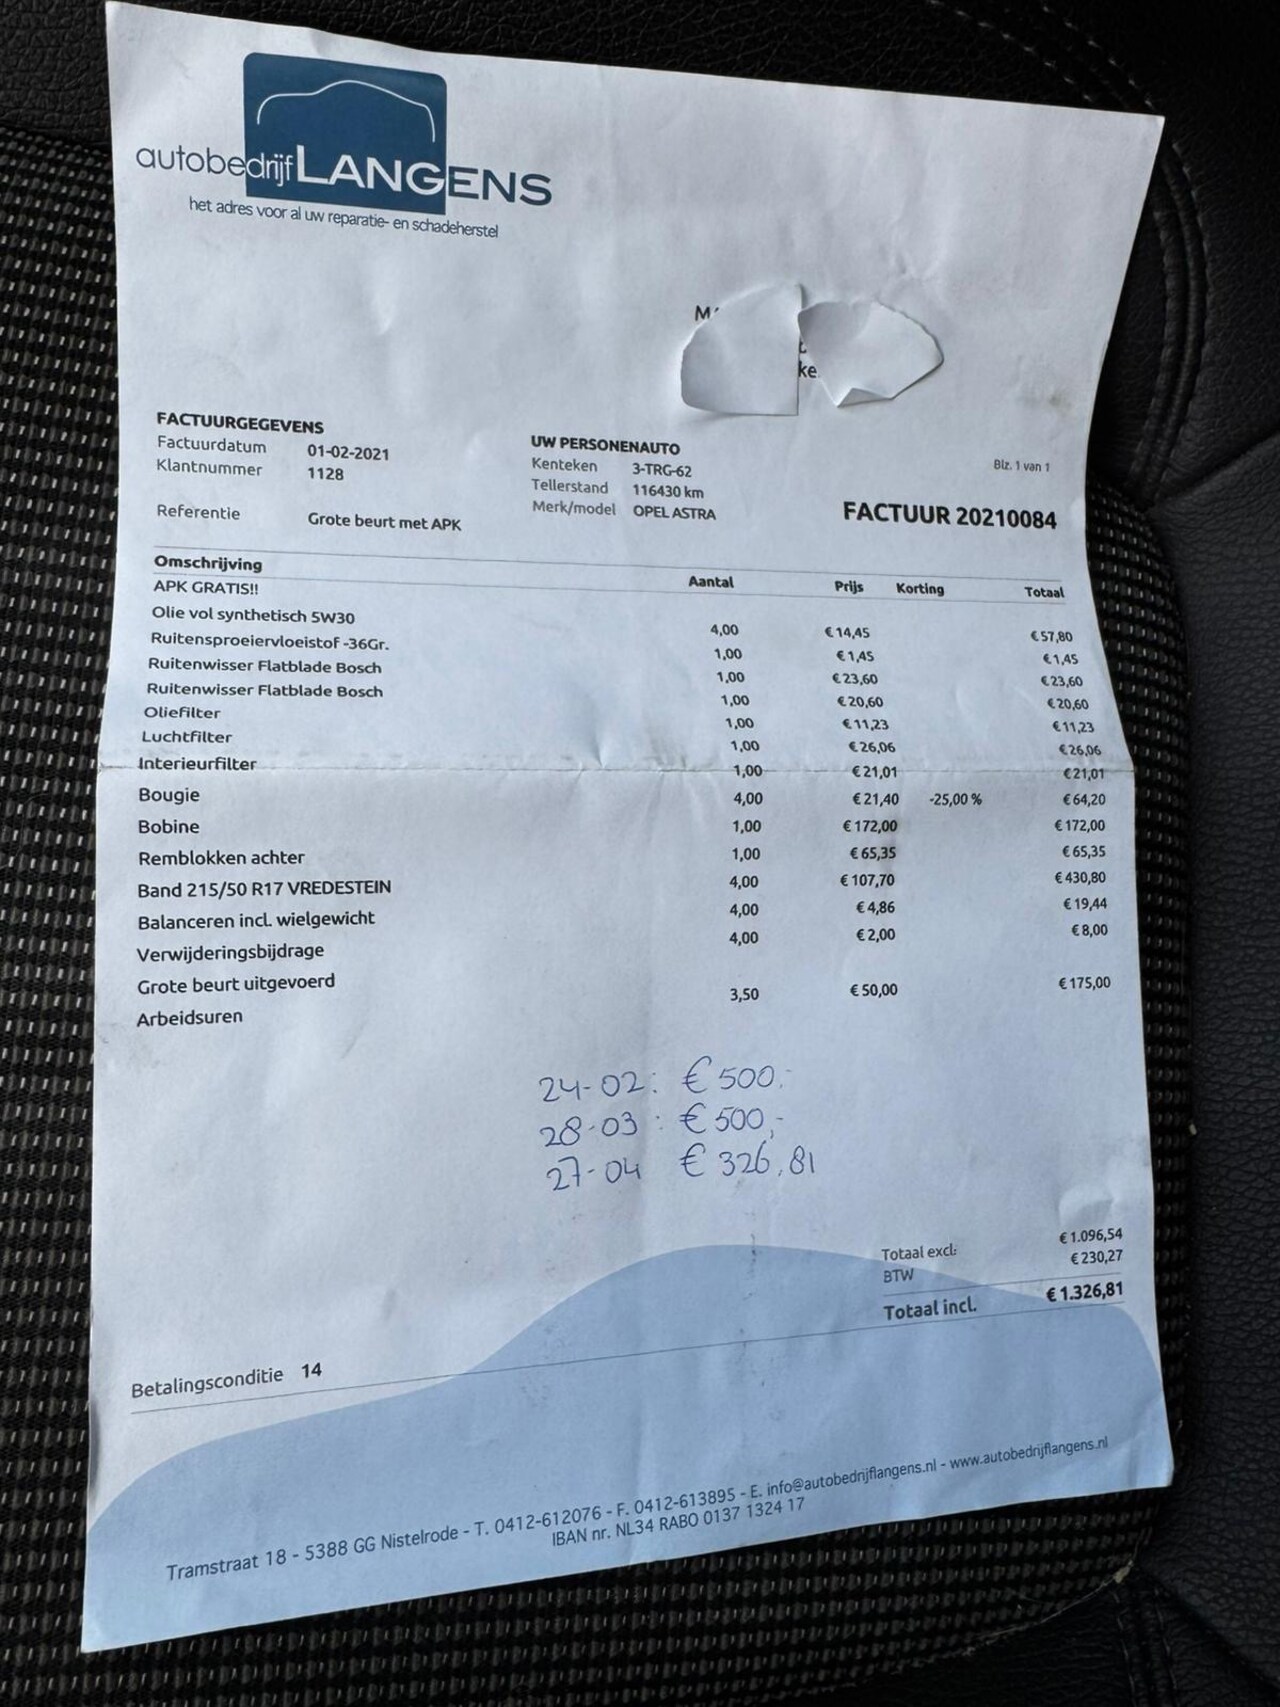 autobedrijf LANGENS
het adres voor al uw reparatie- en schadeherstel
ke
FACTUURGEGEVENS
Factuurdatum 01-02-2021
Klantnummer 1128
Referentie Grote beurt met APK
UW PERSONENAUTO
Kenteken 3-TRG-62
Tellerstand 116430 km
Merk/model OPEL ASTRA
Blz. 1 van 1
FACTUUR 20210084
Omschrijving Aantal Prijs Korting Totaal
APK GRATIS!!
Olie vol synthetisch 5W30 4,00 € 14,45 € 57,80
Ruitensproeiervloeistof -36Gr. 1,00 € 1,45 € 1,45
Ruitenwisser Flatblade Bosch 1,00 € 23,60 € 23,60
Ruitenwisser Flatblade Bosch 1,00 € 20,60 € 20,60
Oliefilter 1,00 € 11,23 € 11,23
Luchtfilter 1,00 € 26,06 € 26,06
Interieurfilter 1,00 € 21,01 € 21,01
Bougie 4,00 € 21,40 -25,00 % € 64,20
Bobine 1,00 € 172,00 € 172,00
Remblokken achter 1,00 € 65,35 € 65,35
Band 215/50 R17 VREDESTEIN 4,00 € 107,70 € 430,80
Balanceren incl. wielgewicht 4,00 € 4,86 € 19,44
Verwijderingsbijdrage 4,00 € 2,00 € 8,00
Grote beurt uitgevoerd
Arbeidsuren 3,50 € 50,00 € 175,00
24-02: € 500,-
28-03: € 500,-
27-04 € 326,81
Totaal excl: € 1.096,54
BTW € 230,27
Totaal incl. € 1.326,81
Betalingsconditie 14
Tramstraat 18 - 5388 GG Nistelrode - T. 0412-612076 - F. 0412-613895 - E. info@autobedrijflangens.nl - www.autobedrijflangens.nl
IBAN nr. NL34 RABO 0137 1324 17